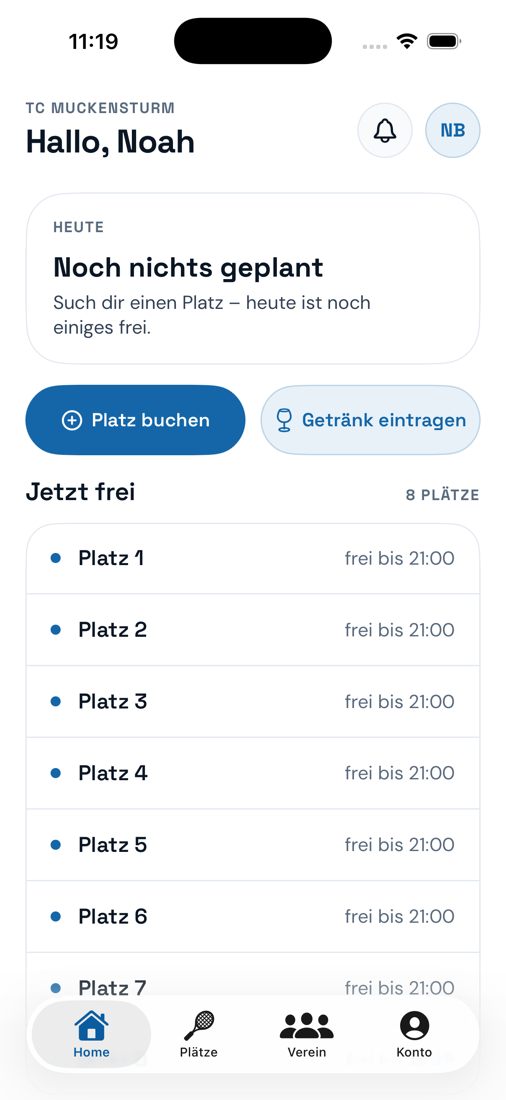 11:19
TC MUCKENSTURM
Hallo, Noah
NB
HEUTE
Noch nichts geplant
Such dir einen Platz – heute ist noch
einiges frei.
Platz buchen
Getränk eintragen
Jetzt frei
8 PLÄTZE
Platz 1
frei bis 21:00
Platz 2
frei bis 21:00
Platz 3
frei bis 21:00
Platz 4
frei bis 21:00
Platz 5
frei bis 21:00
Platz 6
frei bis 21:00
Platz 7
frei bis 21:00
Home
Plätze
Verein
Konto